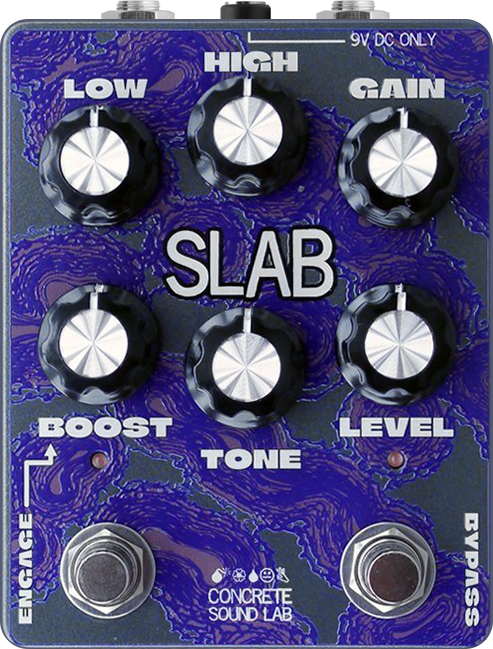 9V DC ONLY
HIGH
LOW
GAIN
SLAB
BOOST
LEVEL
TONE
ENGAGE
BYPASS
CONCRETE
SOUND LAB